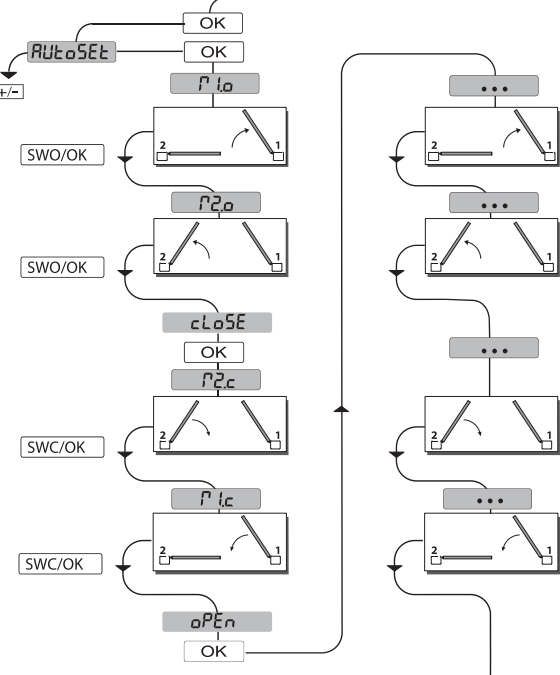 OK
AUtoSEt
OK
+/-
M1.o
• • •
2 1
2 1
SWO/OK
M2.o
• • •
2 1
2 1
SWO/OK
cLoSE
• • •
OK
M2.c
2 1
2 1
SWC/OK
M1.c
• • •
2 1
2 1
SWC/OK
oPEn
OK